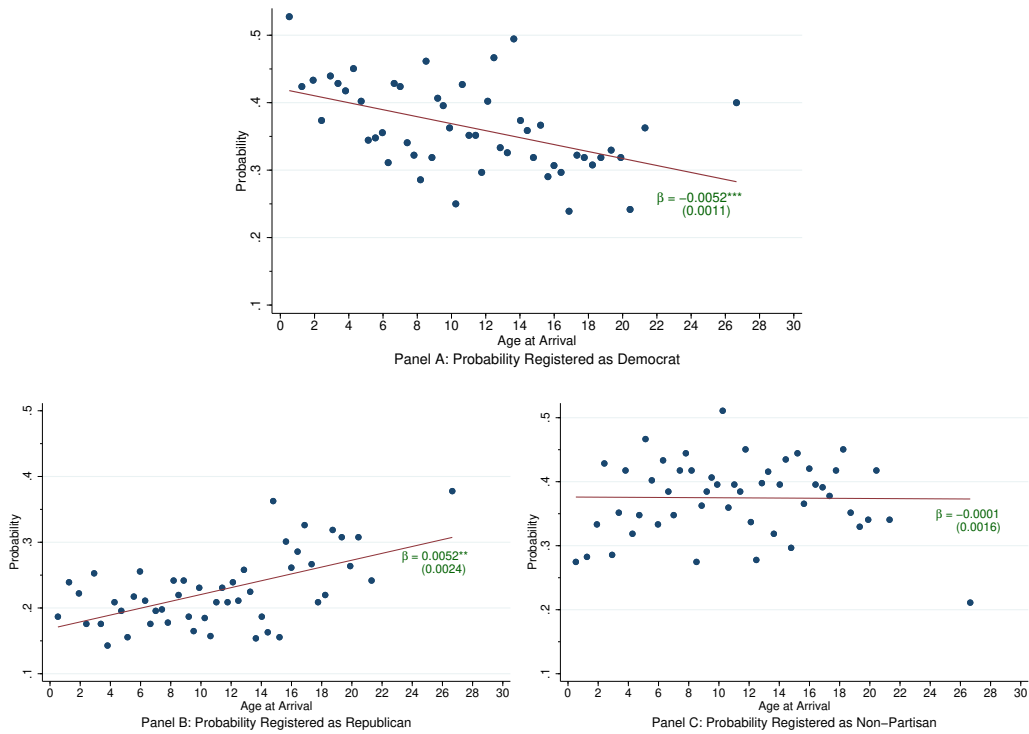 .5
.4
.3
.2
.1
Probability
β = −0.0052***
(0.0011)
0 2 4 6 8 10 12 14 16 18 20 22 24 26 28 30
Age at Arrival
Panel A: Probability Registered as Democrat
.5
.4
.3
.2
.1
Probability
β = 0.0052**
(0.0024)
0 2 4 6 8 10 12 14 16 18 20 22 24 26 28 30
Age at Arrival
Panel B: Probability Registered as Republican
.5
.4
.3
.2
.1
Probability
β = −0.0001
(0.0016)
0 2 4 6 8 10 12 14 16 18 20 22 24 26 28 30
Age at Arrival
Panel C: Probability Registered as Non−Partisan